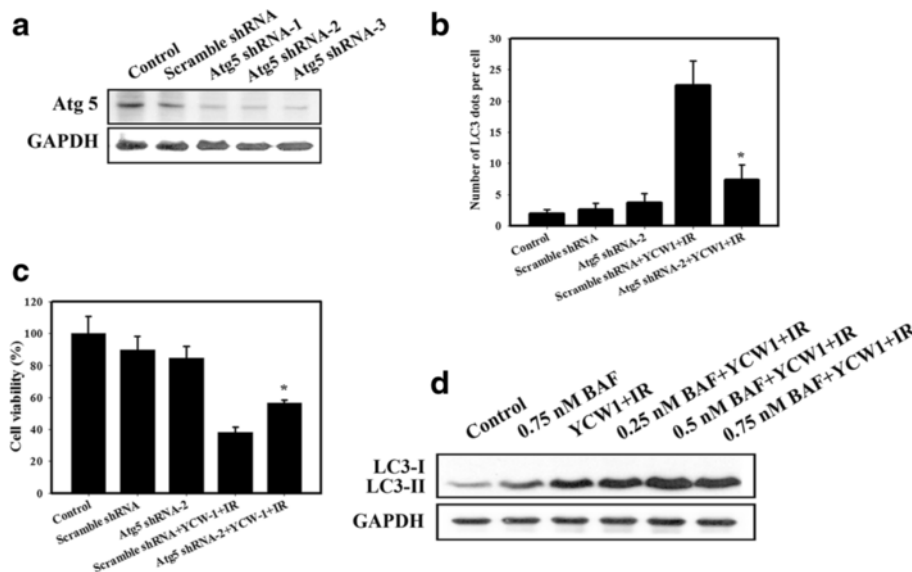 a
Control
Scramble shRNA
Atg5 shRNA-1
Atg5 shRNA-2
Atg5 shRNA-3
Atg 5
GAPDH
b
Number of LC3 dots per cell
30
25
20
15
10
5
0
*
Control
Scramble shRNA
Atg5 shRNA-2
Scramble shRNA+YCW1+IR
Atg5 shRNA-2+YCW1+IR
c
Cell viability (%)
120
100
80
60
40
20
0
*
Control
Scramble shRNA
Atg5 shRNA-2
Scramble shRNA+YCW-1+IR
Atg5 shRNA-2+YCW-1+IR
d
Control
0.75 nM BAF
YCW1+IR
0.25 nM BAF+YCW1+IR
0.5 nM BAF+YCW1+IR
0.75 nM BAF+YCW1+IR
LC3-I
LC3-II
GAPDH